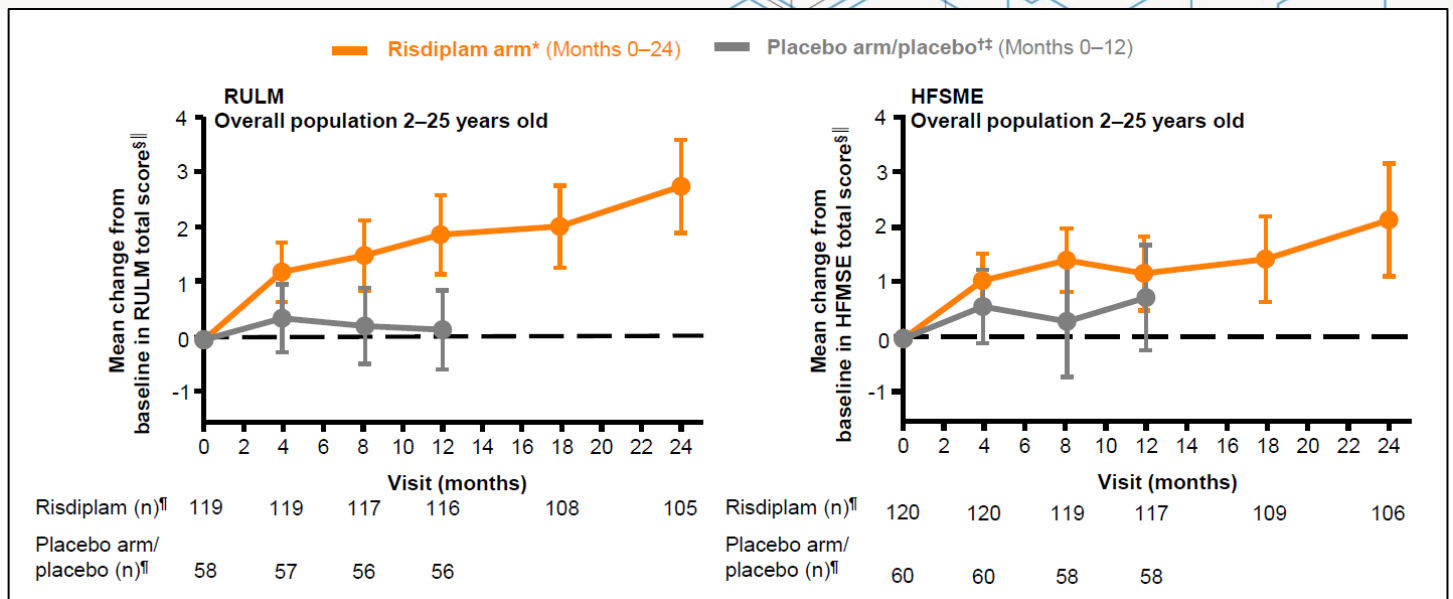 Risdiplam arm* (Months 0–24)
Placebo arm/placebo†‡ (Months 0–12)
RULM
Overall population 2–25 years old
Mean change from
baseline in RULM total score§‖
4
3
2
1
0
-1
0 2 4 6 8 10 12 14 16 18 20 22 24
Visit (months)
Risdiplam (n)¶ 119 119 117 116 108 105
Placebo arm/
placebo (n)¶ 58 57 56 56
HFSME
Overall population 2–25 years old
Mean change from
baseline in HFMSE total score§‖
4
3
2
1
0
-1
0 2 4 6 8 10 12 14 16 18 20 22 24
Visit (months)
Risdiplam (n)¶ 120 120 119 117 109 106
Placebo arm/
placebo (n)¶ 60 60 58 58